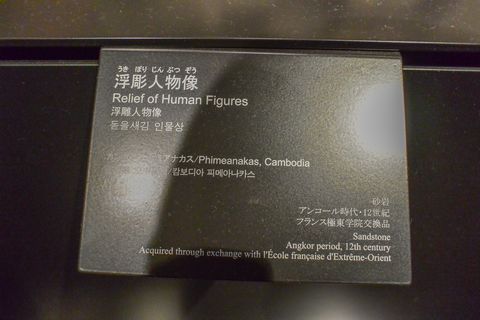 うき ぼり じん ぶつ ぞう
浮彫人物像
Relief of Human Figures
浮雕人物像
돋을새김 인물상
アナカス/Phimeanakas, Cambodia
/캄보디아 피메아나카스
砂岩
アンコール時代・12世紀
フランス極東学院交換品
Sandstone
Angkor period, 12th century
Acquired through exchange with l'École française d'Extrême-Orient